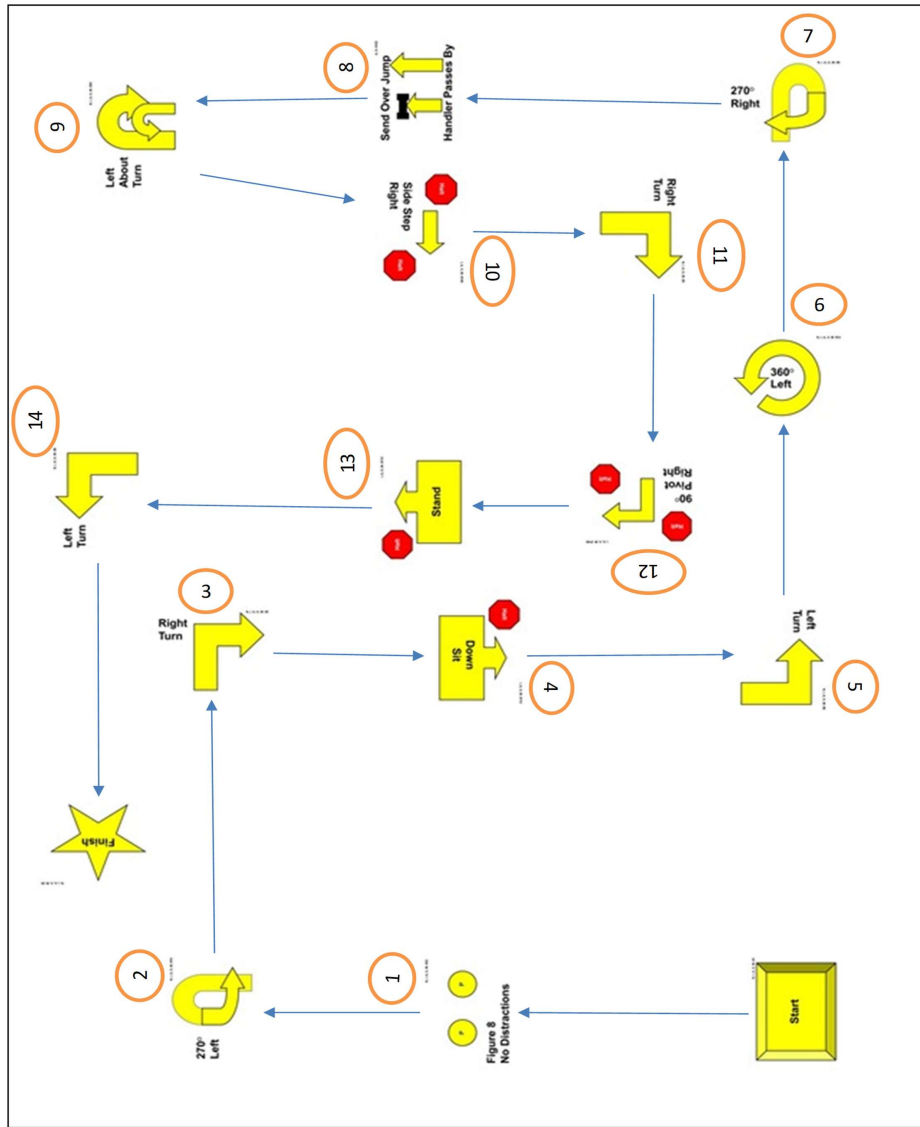 Start
Figure 8
No Distractions
P
P
1
270°
Left
2
Right
Turn
3
Down
Sit
Halt
4
Left
Turn
5
360°
Left
6
270°
Right
7
Send Over Jump
Handler Passes By
8
Left
About
Turn
9
Side Step
Right
Halt
Halt
10
Right
Turn
11
90°
Pivot
Right
Halt
Halt
12
Stand
Halt
13
Left
Turn
14
Finish